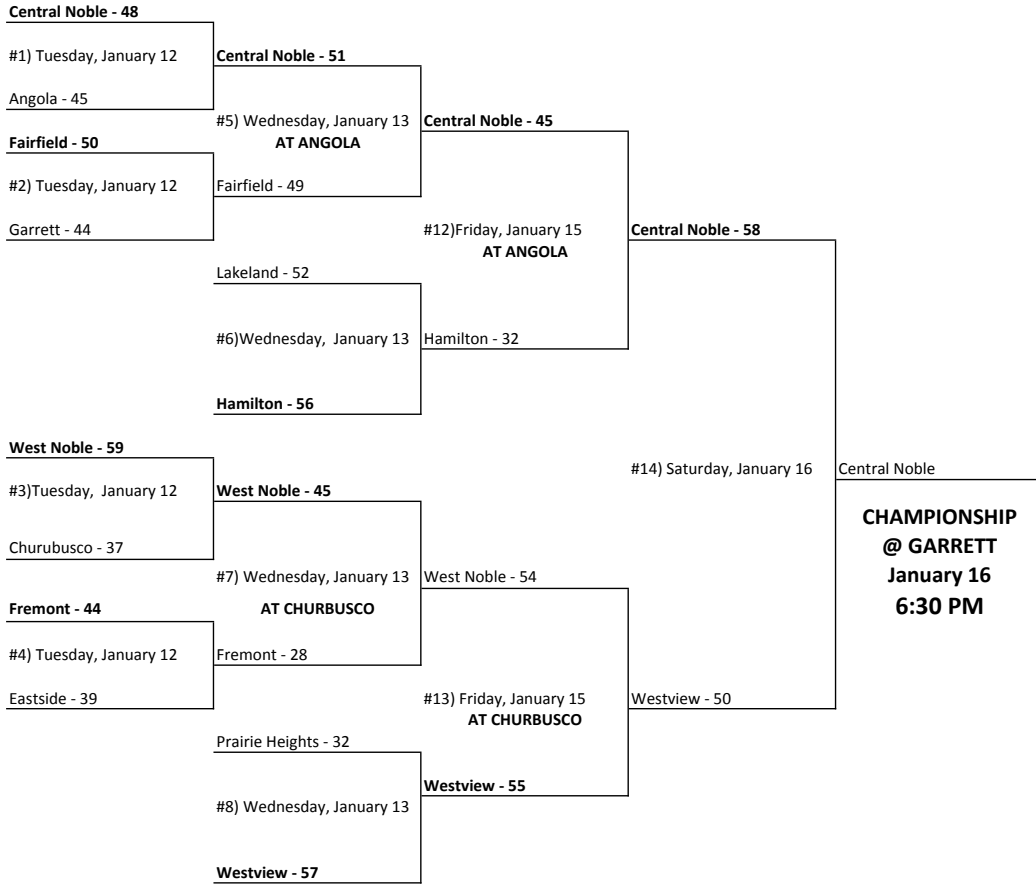 Central Noble - 48
#1) Tuesday, January 12
Central Noble - 51
Angola - 45
#5) Wednesday, January 13
Central Noble - 45
AT ANGOLA
Fairfield - 50
#2) Tuesday, January 12
Fairfield - 49
Garrett - 44
#12)Friday, January 15
Central Noble - 58
AT ANGOLA
Lakeland - 52
#6)Wednesday,  January 13
Hamilton - 32
Hamilton - 56
West Noble - 59
#14) Saturday, January 16
Central Noble
#3)Tuesday,  January 12
West Noble - 45
CHAMPIONSHIP
@ GARRETT
January 16
6:30 PM
Churubusco - 37
#7) Wednesday, January 13
West Noble - 54
AT CHURBUSCO
Fremont - 44
#4) Tuesday, January 12
Fremont - 28
Eastside - 39
#13) Friday, January 15
Westview - 50
AT CHURBUSCO
Prairie Heights - 32
Westview - 55
#8) Wednesday, January 13
Westview - 57